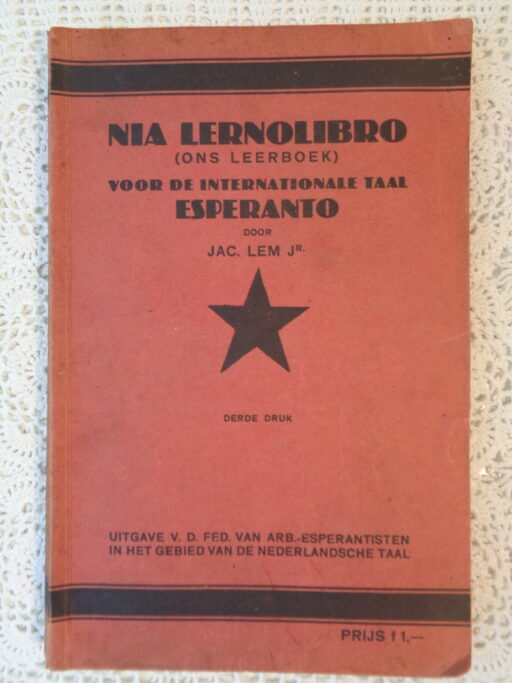 NIA LERNOLIBRO
(ONS LEERBOEK)
VOOR DE INTERNATIONALE TAAL
ESPERANTO
DOOR
JAC. LEM JR.
DERDE DRUK
UITGAVE V. D. FED. VAN ARB.-ESPERANTISTEN
IN HET GEBIED VAN DE NEDERLANDSCHE TAAL
PRIJS f 1,—